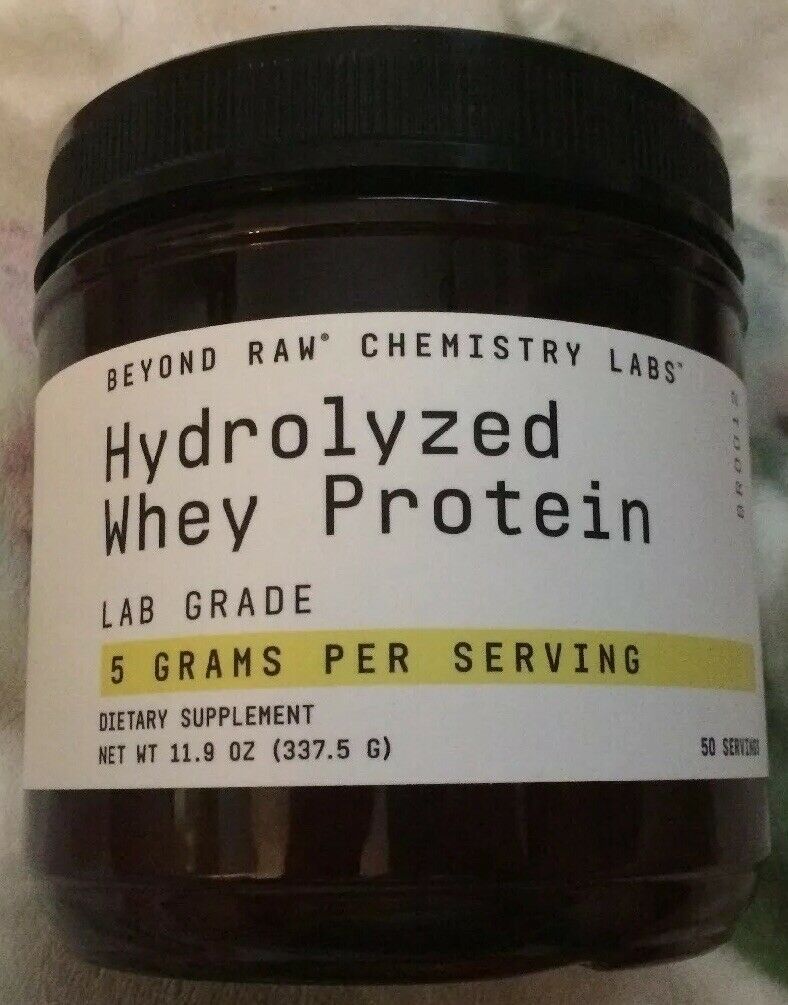 BEYOND RAW® CHEMISTRY LABS™
Hydrolyzed
Whey Protein
LAB GRADE
5 GRAMS PER SERVING
DIETARY SUPPLEMENT
NET WT 11.9 OZ (337.5 G)
50 SERVINGS
BR0012